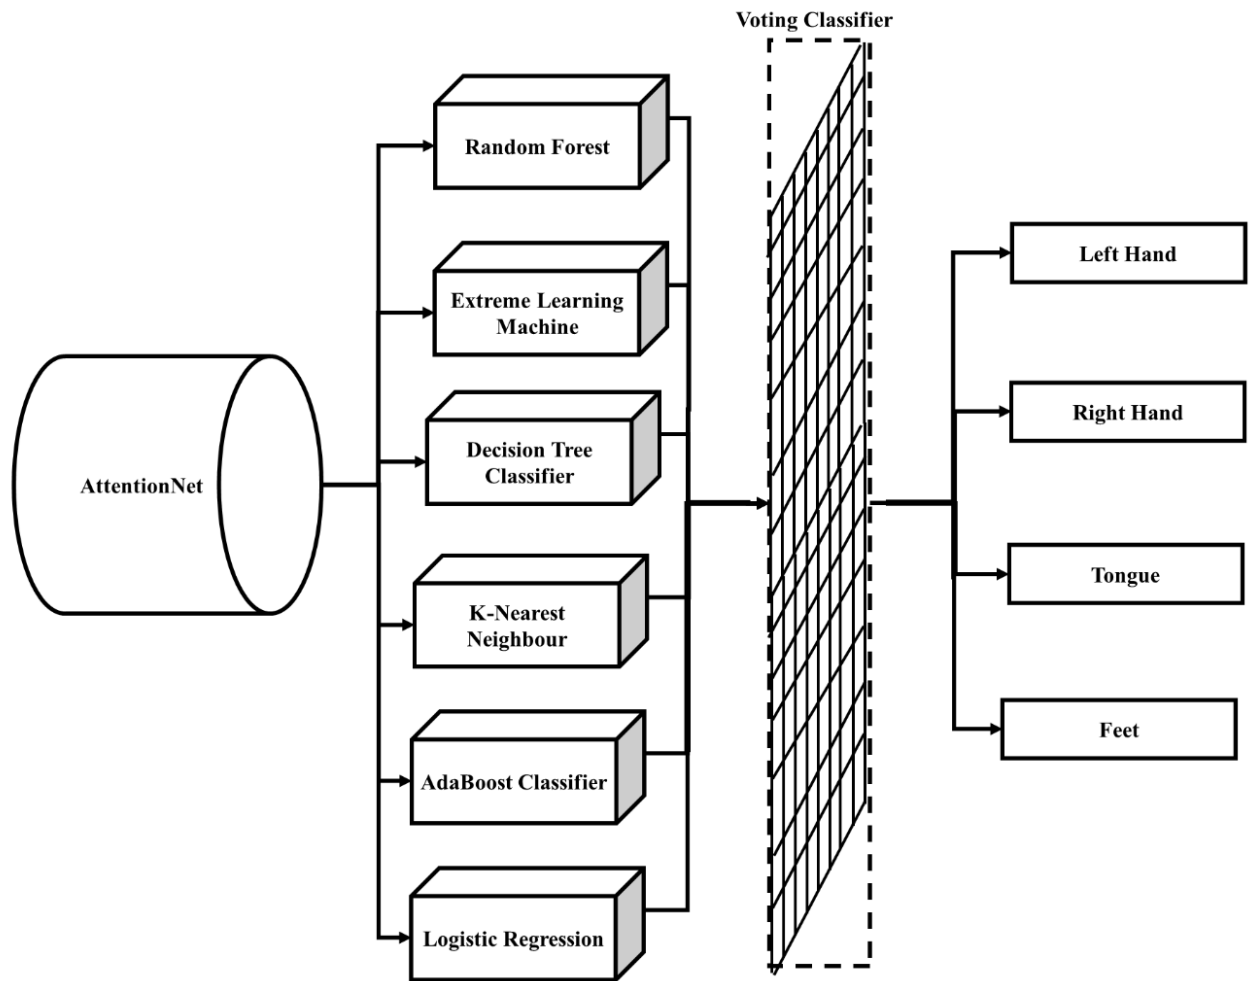 Voting Classifier
Random Forest
Extreme Learning
Machine
Decision Tree
Classifier
AttentionNet
K-Nearest
Neighbour
AdaBoost Classifier
Logistic Regression
Left Hand
Right Hand
Tongue
Feet